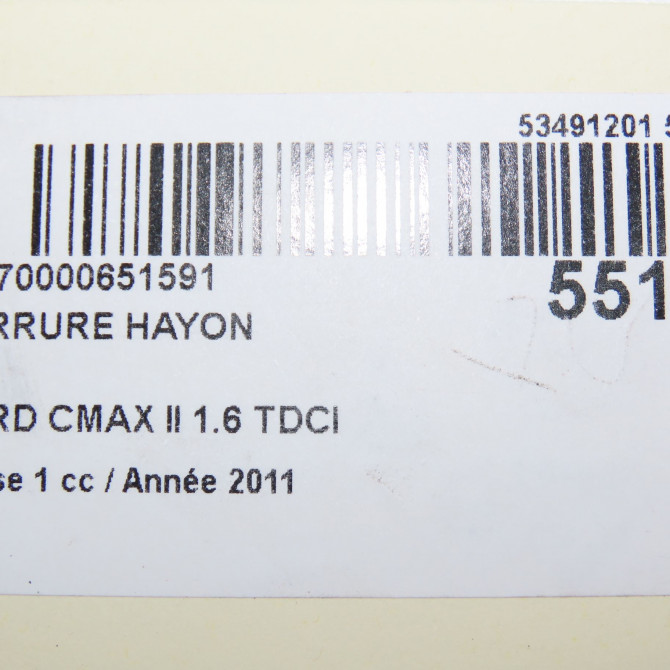 53491201 5
70000651591
551
RRURE HAYON
RD CMAX II 1.6 TDCI
se 1 cc / Année 2011